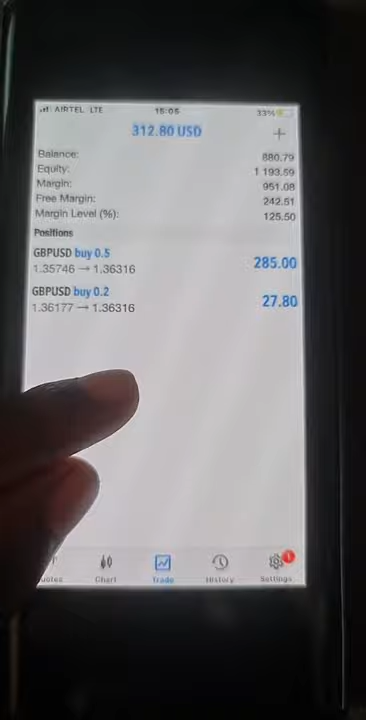 AIRTEL LTE 15:05 33%
312.80 USD +
Balance: 880.79
Equity: 1 193.59
Margin: 951.08
Free Margin: 242.51
Margin Level (%): 125.50
Positions
GBPUSD buy 0.5 285.00
1.35746 → 1.36316
GBPUSD buy 0.2 27.80
1.36177 → 1.36316
Chart Trade History Settings
1